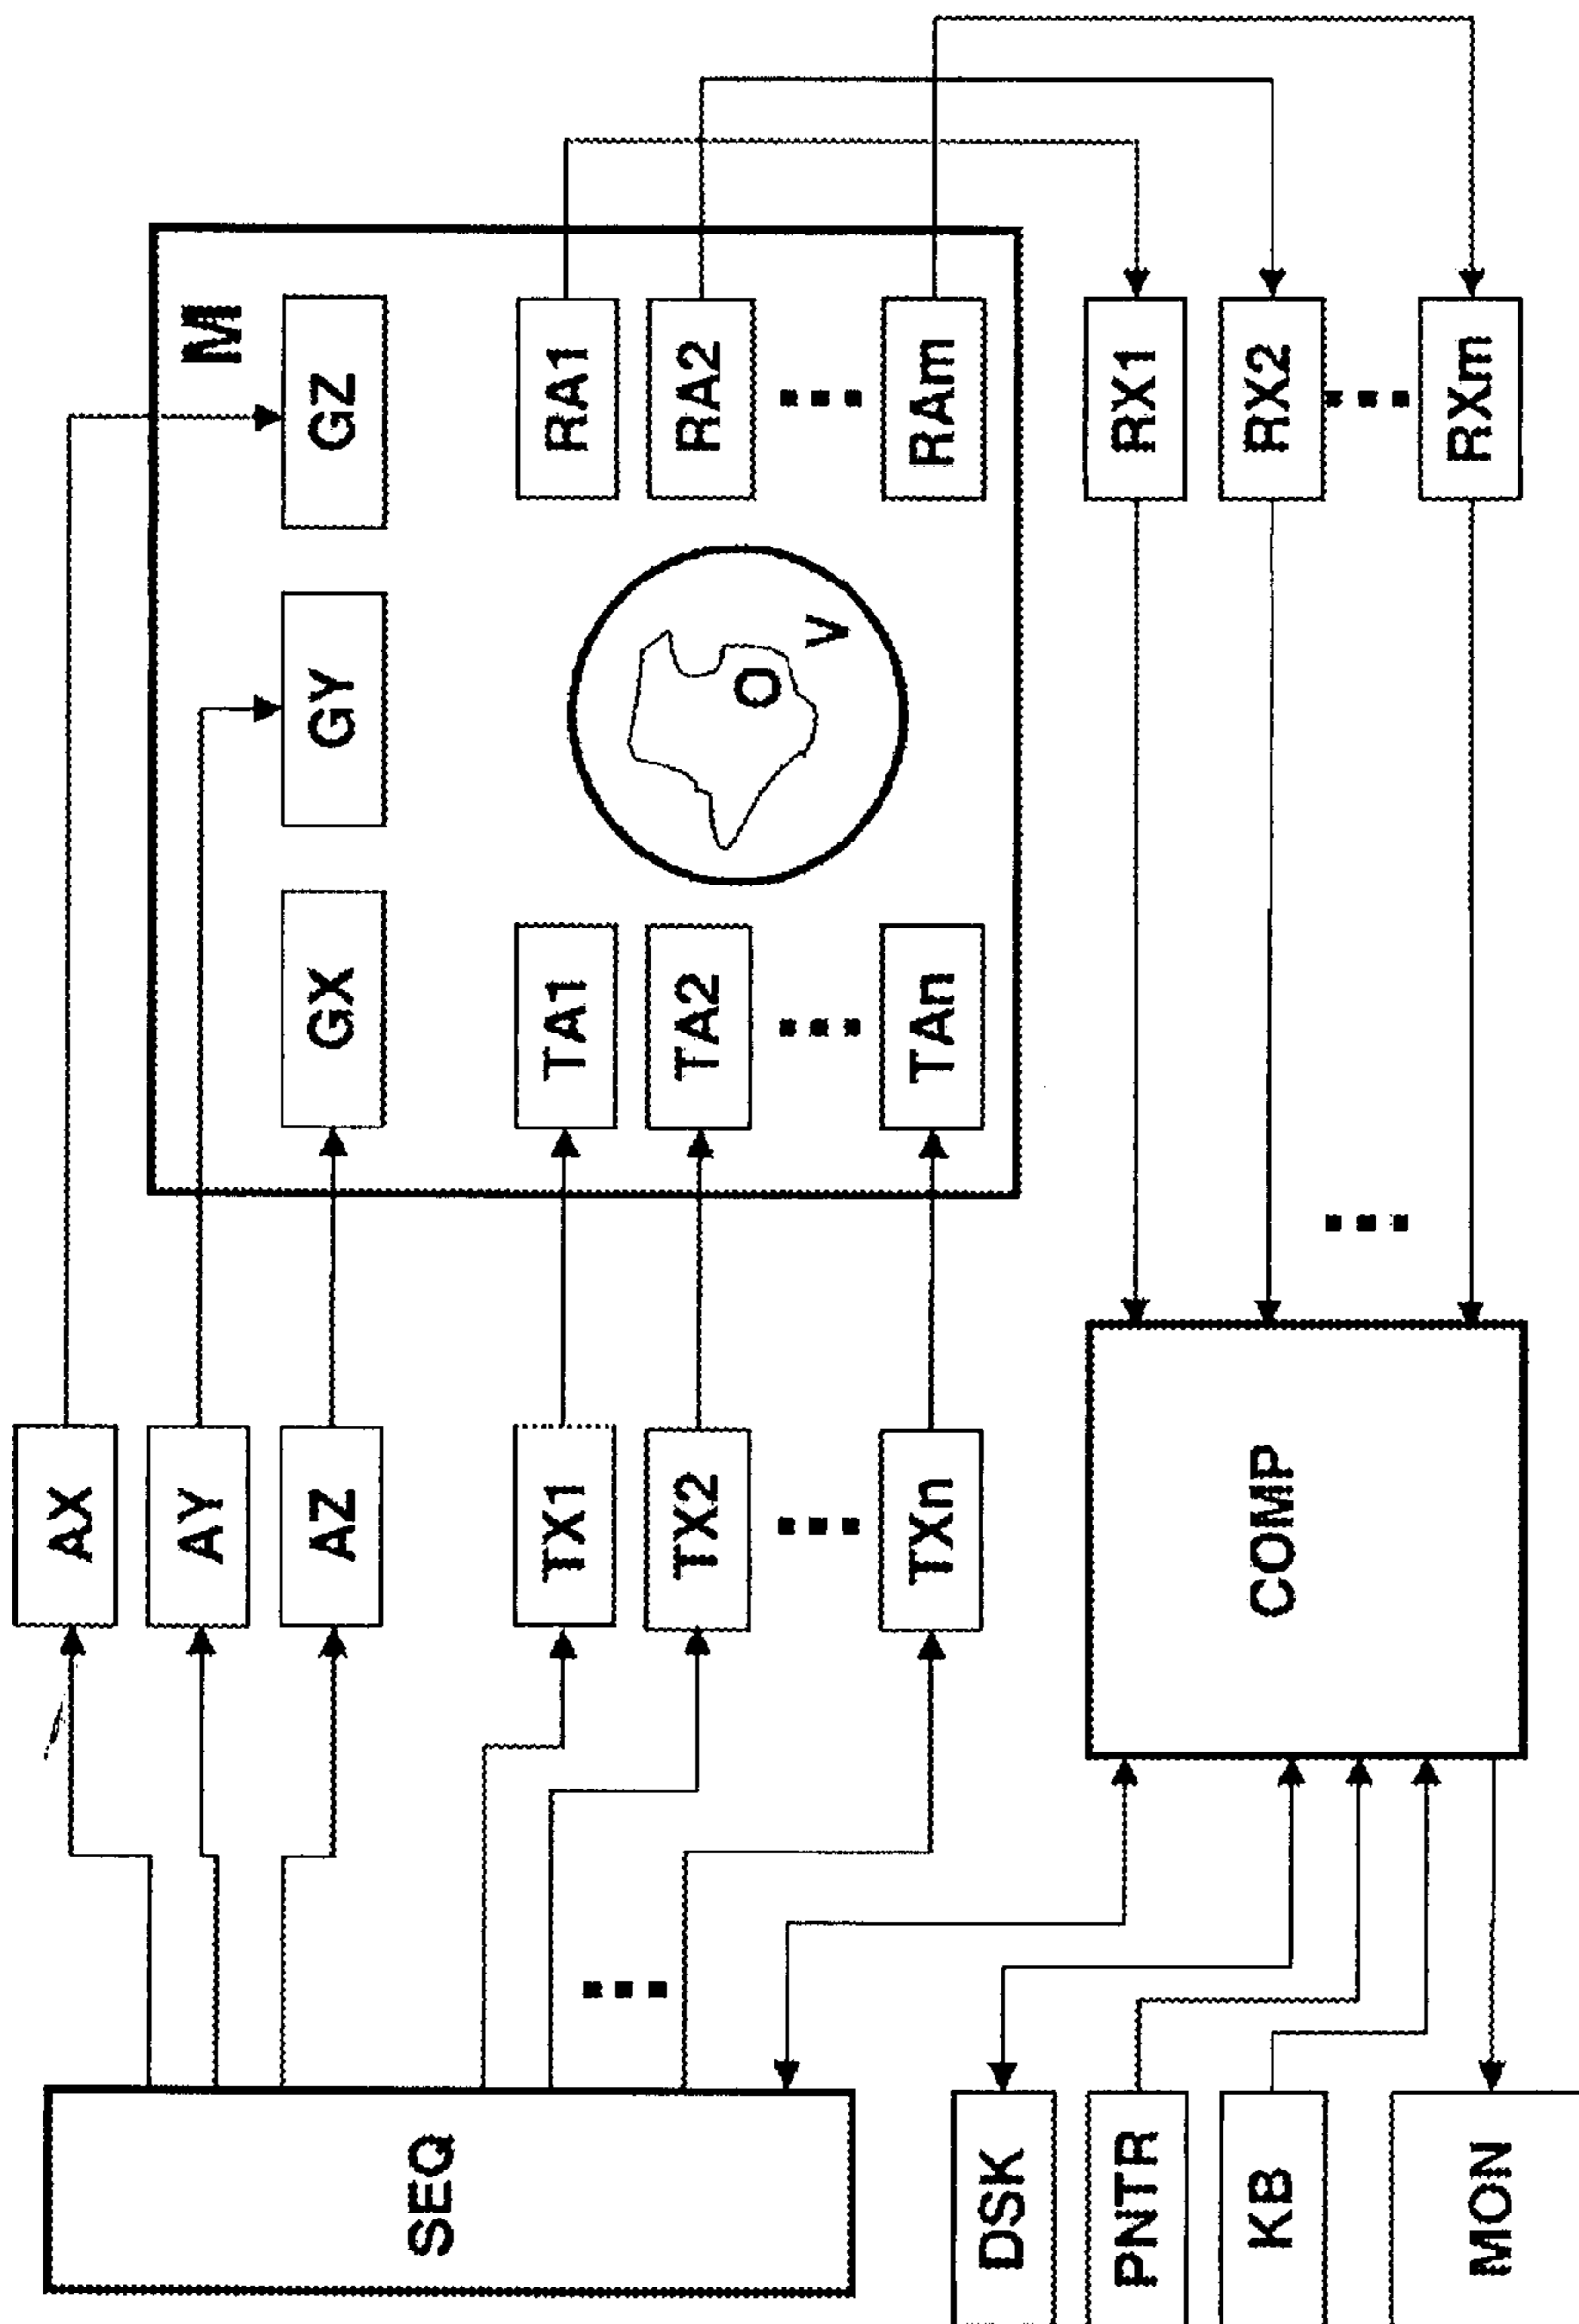 AX
AY
AZ
M
GX
GY
GZ
TX1
TX2
...
TXn
TA1
TA2
...
TAn
O
V
RA1
RA2
...
RAm
SEQ
...
RX1
RX2
...
RXm
...
COMP
DSK
PNTR
KB
MON